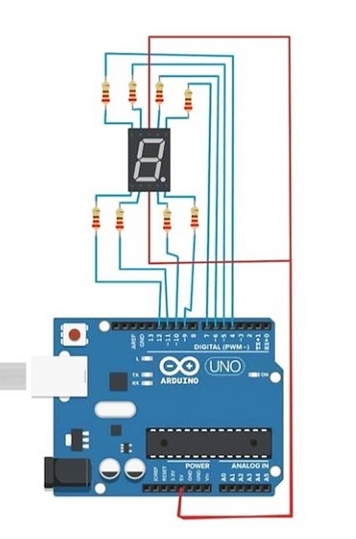 AREF
GND
13
12
~11
~10
~9
8
7
~6
~5
4
~3
2
TX→1
RX←0
DIGITAL (PWM~)
L
TX
RX
ARDUINO
UNO
ON
IOREF
RESET
3.3V
5V
GND
GND
Vin
POWER
ANALOG IN
A0
A1
A2
A3
A4
A5